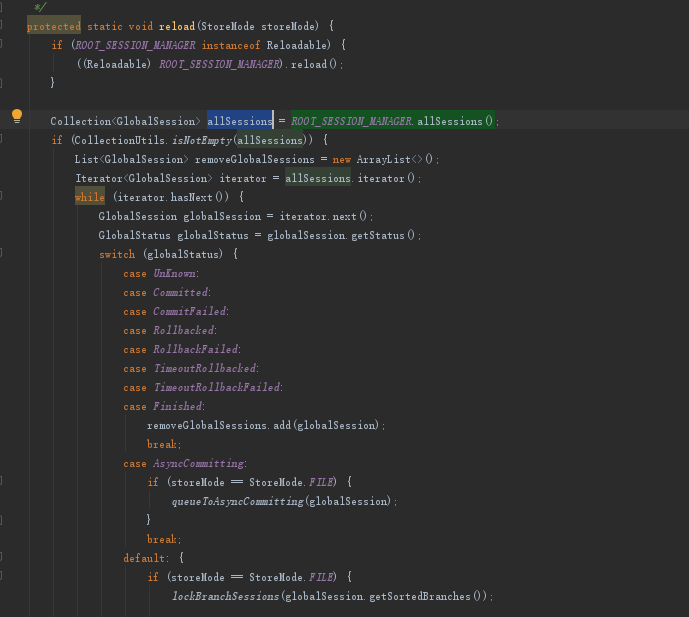 */
protected static void reload(StoreMode storeMode) {
if (ROOT_SESSION_MANAGER instanceof Reloadable) {
((Reloadable) ROOT_SESSION_MANAGER).reload();
}
Collection<GlobalSession> allSessions = ROOT_SESSION_MANAGER.allSessions();
if (CollectionUtils.isNotEmpty(allSessions)) {
List<GlobalSession> removeGlobalSessions = new ArrayList<>();
Iterator<GlobalSession> iterator = allSessions.iterator();
while (iterator.hasNext()) {
GlobalSession globalSession = iterator.next();
GlobalStatus globalStatus = globalSession.getStatus();
switch (globalStatus) {
case UnKnown:
case Committed:
case CommitFailed:
case Rollbacked:
case RollbackFailed:
case TimeoutRollbacked:
case TimeoutRollbackFailed:
case Finished:
removeGlobalSessions.add(globalSession);
break;
case AsyncCommitting:
if (storeMode == StoreMode.FILE) {
queueToAsyncCommitting(globalSession);
}
break;
default: {
if (storeMode == StoreMode.FILE) {
lockBranchSessions(globalSession.getSortedBranches());